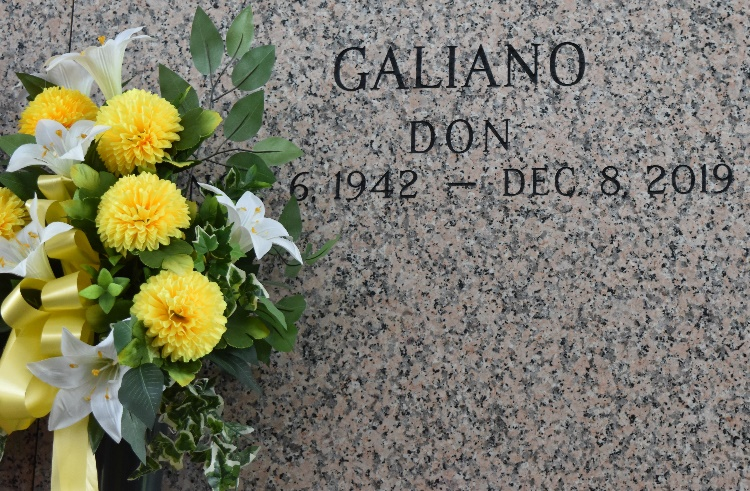 GALIANO
DON
6, 1942 — DEC. 8, 2019